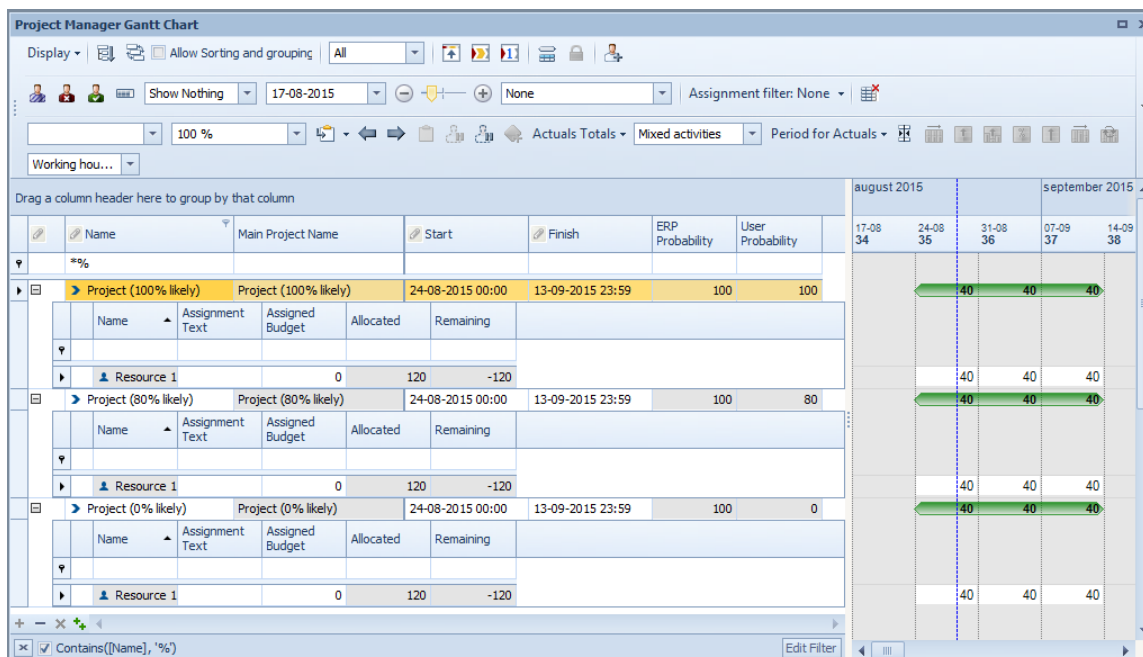 Project Manager Gantt Chart
Display Allow Sorting and grouping All
Show Nothing 17-08-2015 None Assignment filter: None
100 % Actuals Totals Mixed activities Period for Actuals
Working hou...
Drag a column header here to group by that column
august 2015 september 2015
Name Main Project Name Start Finish ERP Probability User Probability
17-08 24-08 31-08 07-09 14-09
34 35 36 37 38
*%
Project (100% likely) Project (100% likely) 24-08-2015 00:00 13-09-2015 23:59 100 100 40 40 40
Name Assignment Text Assigned Budget Allocated Remaining
Resource 1 0 120 -120 40 40 40
Project (80% likely) Project (80% likely) 24-08-2015 00:00 13-09-2015 23:59 100 80 40 40 40
Name Assignment Text Assigned Budget Allocated Remaining
Resource 1 0 120 -120 40 40 40
Project (0% likely) Project (0% likely) 24-08-2015 00:00 13-09-2015 23:59 100 0 40 40 40
Name Assignment Text Assigned Budget Allocated Remaining
Resource 1 0 120 -120 40 40 40
Contains([Name], '%') Edit Filter